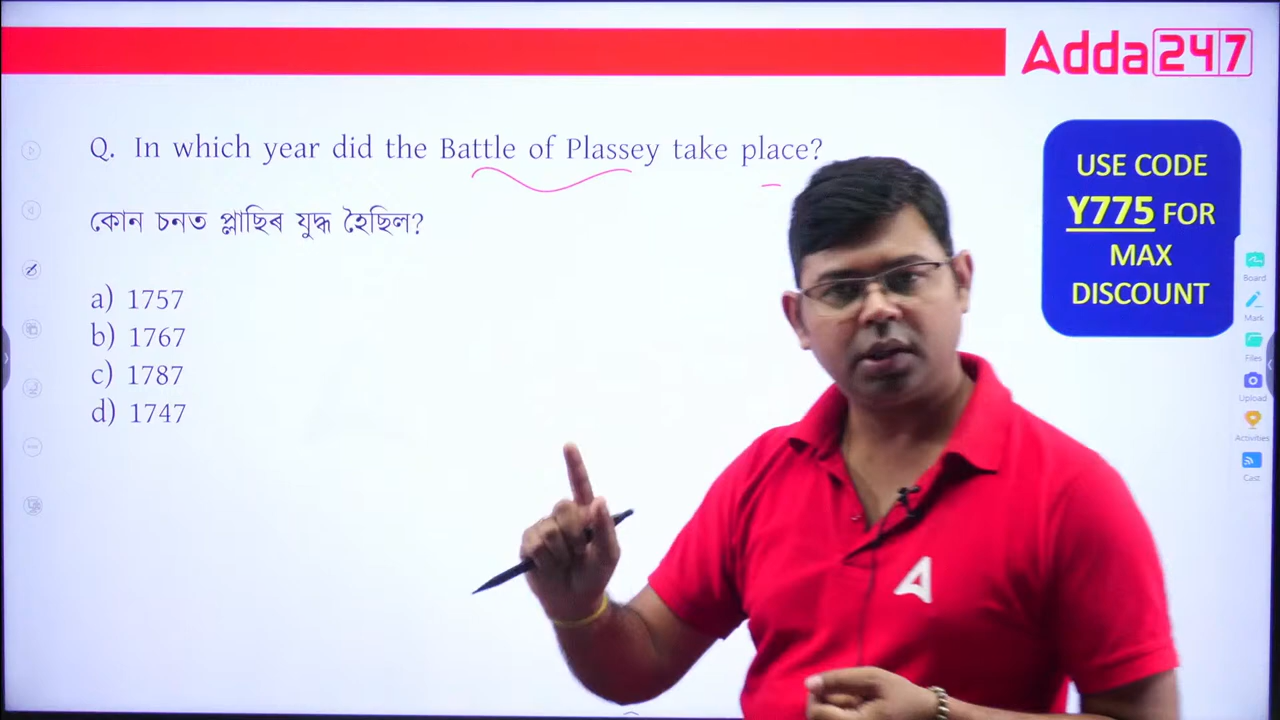 Adda247
Q. In which year did the Battle of Plassey take place?
কোন চনত প্লাছিৰ যুদ্ধ হৈছিল?
a) 1757
b) 1767
c) 1787
d) 1747
USE CODE
Y775 FOR
MAX
DISCOUNT
Board
Mark
Files
Upload
Activities
Cast